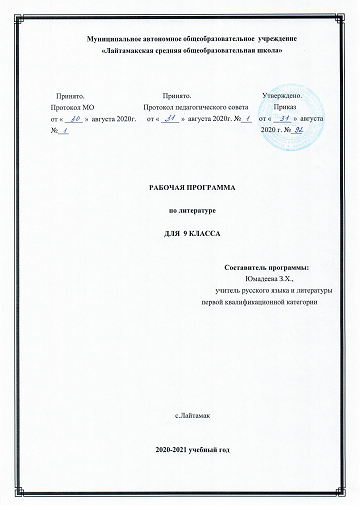 Муниципальное автономное общеобразовательное учреждение
«Лайтамакская средняя общеобразовательная школа»
Принято. Принято. Утверждено.
Протокол МО Протокол педагогического совета Приказ
от « 30 » августа 2020г. от « 31 » августа 2020г. № 1 от « 31 » августа
№ 1 2020 г. № 92
РАБОЧАЯ ПРОГРАММА
по литературе
ДЛЯ 9 КЛАССА
Составитель программы:
Юмадеева З.Х.,
учитель русского языка и литературы
первой квалификационной категории
с.Лайтамак
2020-2021 учебный год